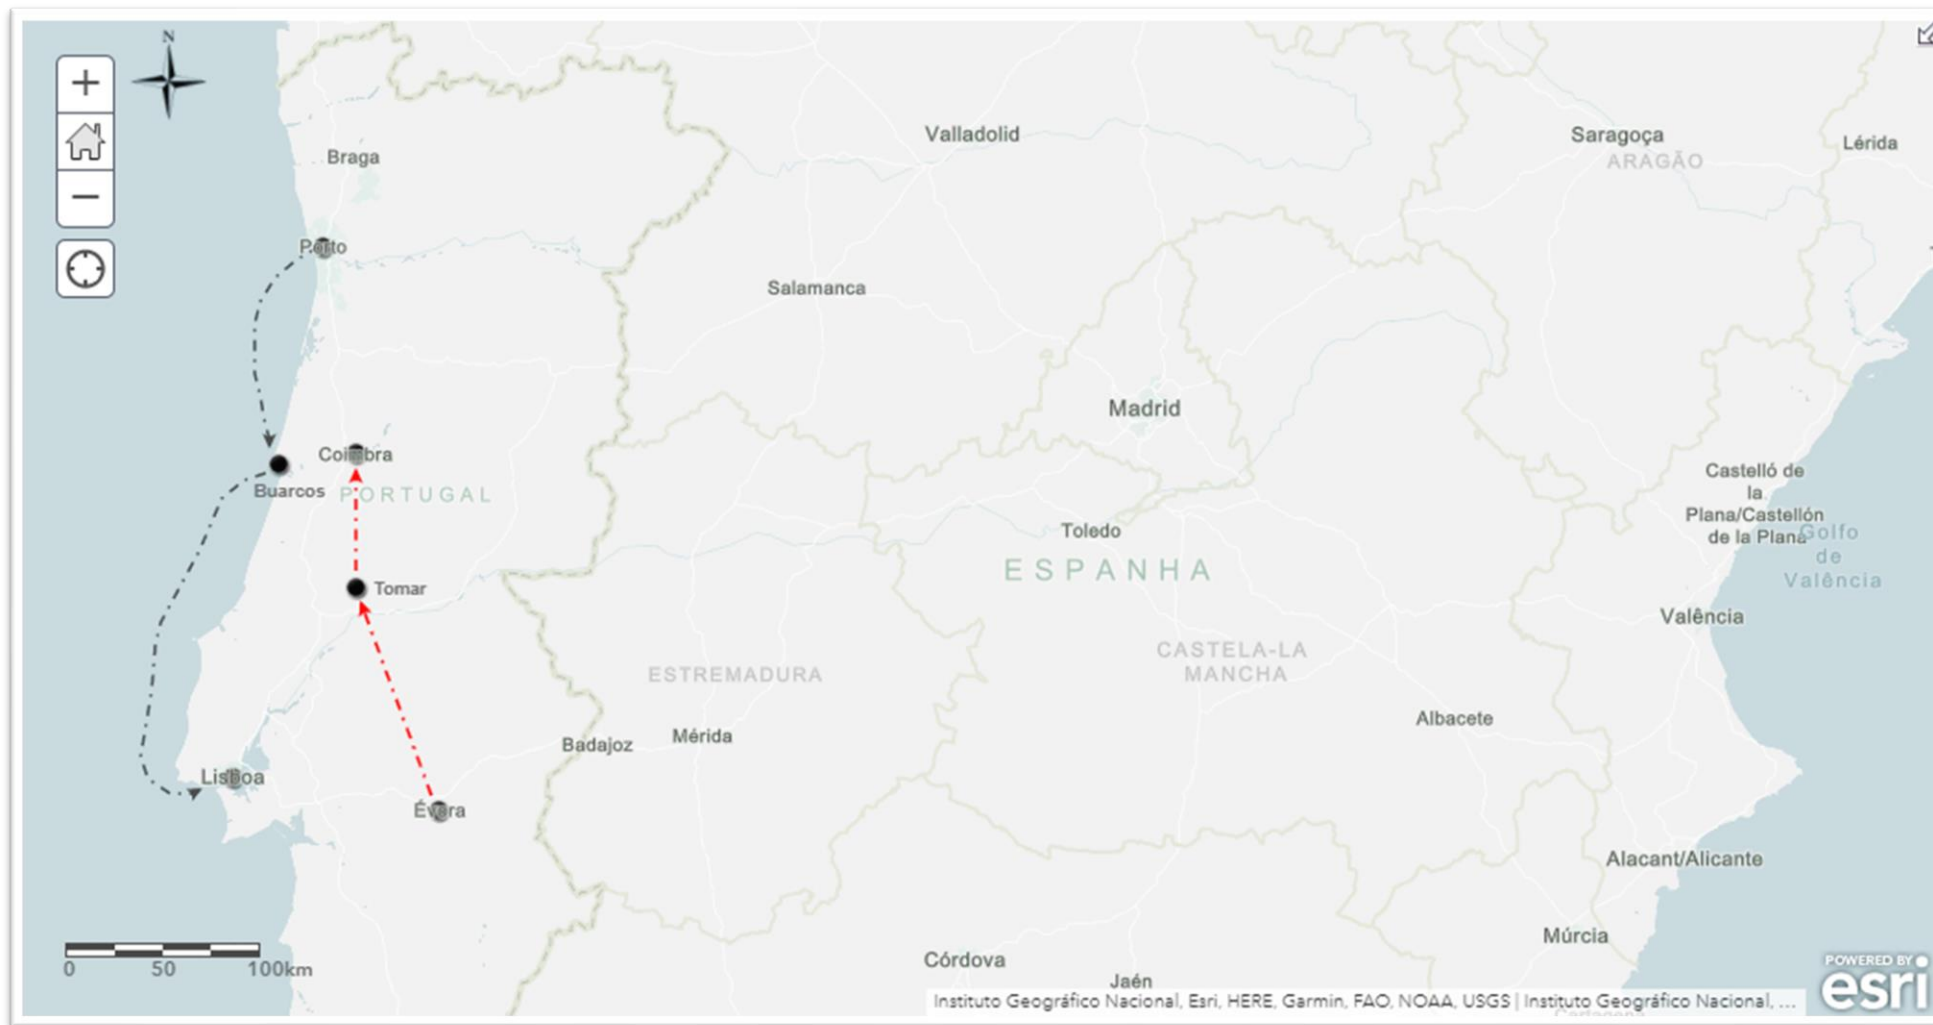 N
+
−
Braga
Porto
Valladolid
Saragoça
ARAGÃO
Lérida
Salamanca
Madrid
Coimbra
Buarcos
PORTUGAL
Castelló de
la
Plana/Castellón
de la Plana
Golfo
de
Valência
Toledo
ESPANHA
Tomar
Valência
ESTREMADURA
CASTELA-LA
MANCHA
Albacete
Badajoz
Mérida
Lisboa
Évora
Alacant/Alicante
Múrcia
Córdova
Jaén
Cartagena
0 50 100km
POWERED BY
esri
Instituto Geográfico Nacional, Esri, HERE, Garmin, FAO, NOAA, USGS | Instituto Geográfico Nacional, ...